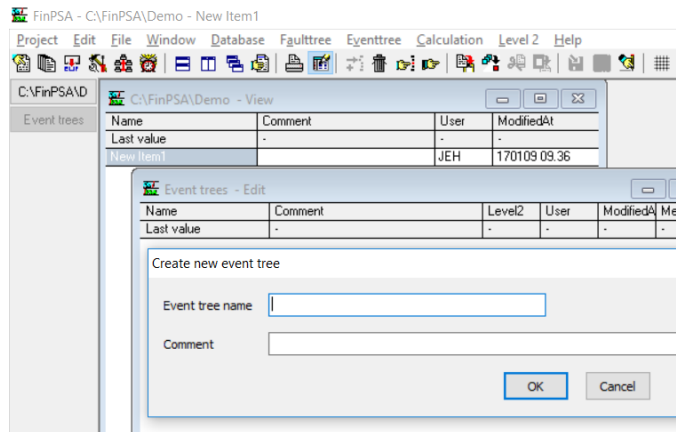 FinPSA - C:\FinPSA\Demo - New Item1
Project Edit File Window Database Faulttree Eventtree Calculation Level 2 Help
C:\FinPSA\D
Event trees
C:\FinPSA\Demo - View
Name Comment User ModifiedAt
Last value - - -
New Item1 JEH 170109 09.36
Event trees - Edit
Name Comment Level2 User ModifiedA Me
Last value - - - - -
Create new event tree
Event tree name
Comment
OK Cancel